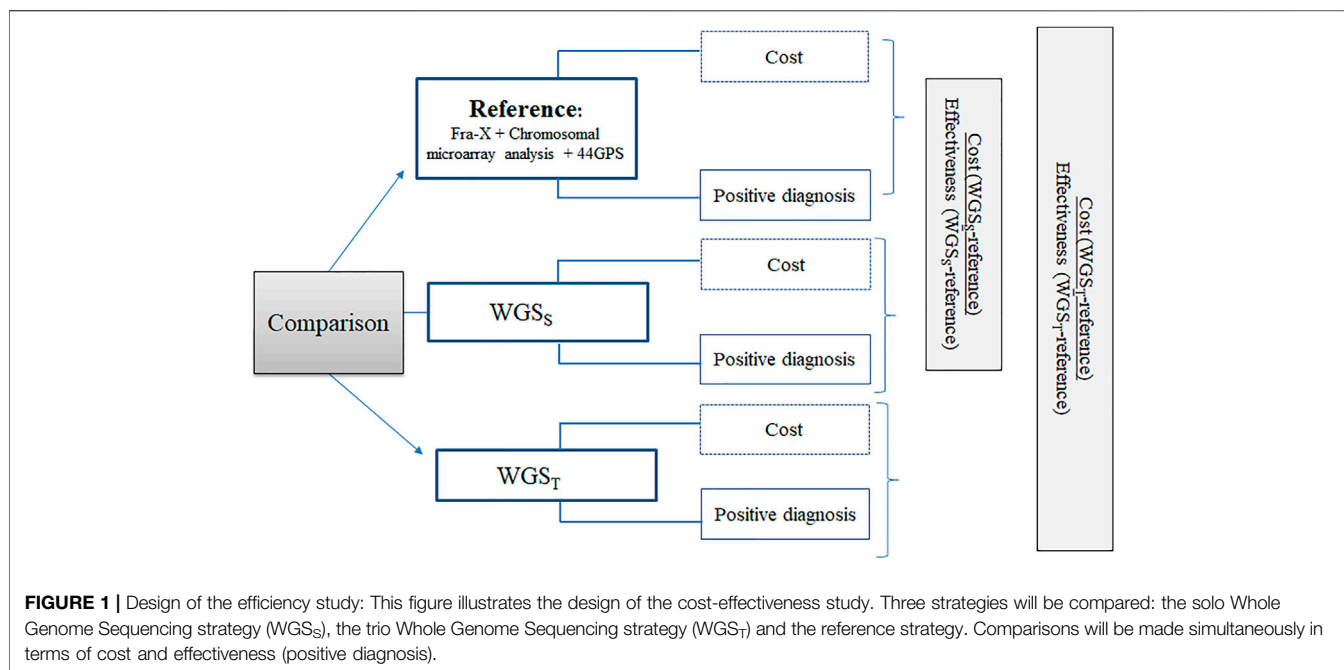 Cost
Reference:
Fra-X + Chromosomal
microarray analysis + 44GPS
Positive diagnosis
Cost
Comparison
WGSS
Positive diagnosis
Cost
WGST
Positive diagnosis
Cost (WGSS-reference)
Effectiveness (WGSS-reference)
Cost (WGST-reference)
Effectiveness (WGST-reference)
FIGURE 1 | Design of the efficiency study: This figure illustrates the design of the cost-effectiveness study. Three strategies will be compared: the solo Whole
Genome Sequencing strategy (WGSS), the trio Whole Genome Sequencing strategy (WGST) and the reference strategy. Comparisons will be made simultaneously in
terms of cost and effectiveness (positive diagnosis).